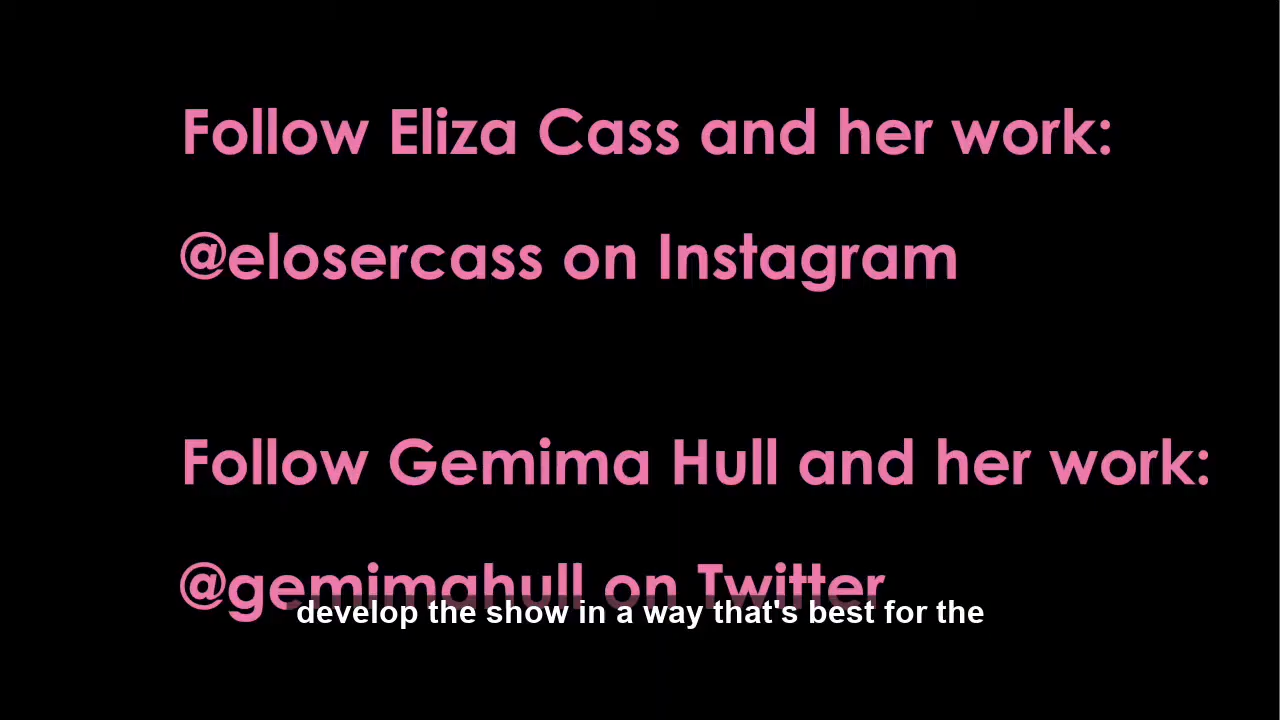 Follow Eliza Cass and her work:
@elosercass on Instagram
Follow Gemima Hull and her work:
@gemimahull on Twitter
develop the show in a way that's best for the